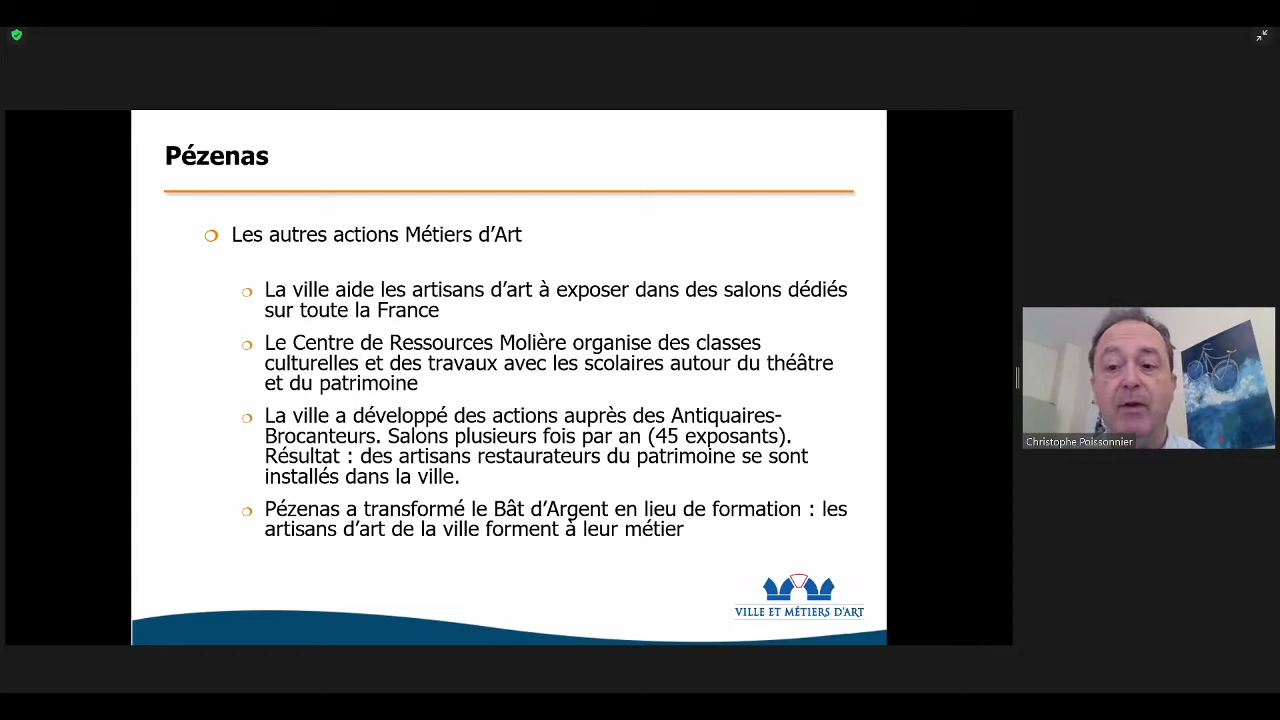 Pézenas
Les autres actions Métiers d’Art
La ville aide les artisans d’art à exposer dans des salons dédiés
sur toute la France
Le Centre de Ressources Molière organise des classes
culturelles et des travaux avec les scolaires autour du théâtre
et du patrimoine
La ville a développé des actions auprès des Antiquaires-
Brocanteurs. Salons plusieurs fois par an (45 exposants).
Résultat : des artisans restaurateurs du patrimoine se sont
installés dans la ville.
Pézenas a transformé le Bât d’Argent en lieu de formation : les
artisans d’art de la ville forment à leur métier
VILLE ET MÉTIERS D'ART
Christophe Poissonnier